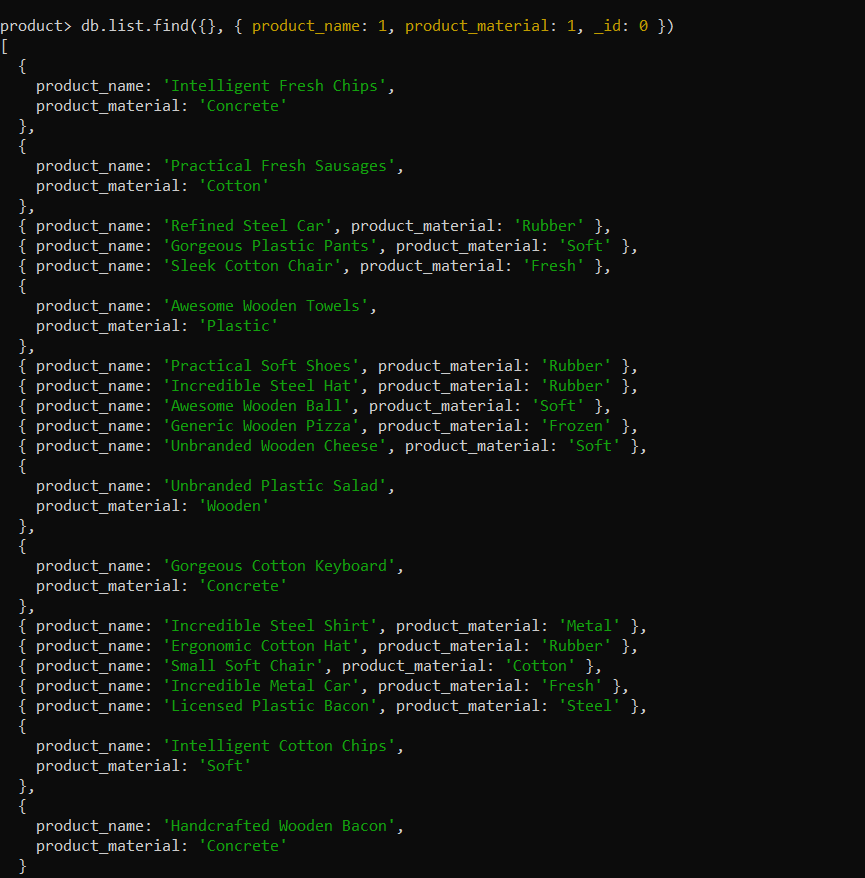 product> db.list.find({}, { product_name: 1, product_material: 1, _id: 0 })
[
  {
    product_name: 'Intelligent Fresh Chips',
    product_material: 'Concrete'
  },
  {
    product_name: 'Practical Fresh Sausages',
    product_material: 'Cotton'
  },
  { product_name: 'Refined Steel Car', product_material: 'Rubber' },
  { product_name: 'Gorgeous Plastic Pants', product_material: 'Soft' },
  { product_name: 'Sleek Cotton Chair', product_material: 'Fresh' },
  {
    product_name: 'Awesome Wooden Towels',
    product_material: 'Plastic'
  },
  { product_name: 'Practical Soft Shoes', product_material: 'Rubber' },
  { product_name: 'Incredible Steel Hat', product_material: 'Rubber' },
  { product_name: 'Awesome Wooden Ball', product_material: 'Soft' },
  { product_name: 'Generic Wooden Pizza', product_material: 'Frozen' },
  { product_name: 'Unbranded Wooden Cheese', product_material: 'Soft' },
  {
    product_name: 'Unbranded Plastic Salad',
    product_material: 'Wooden'
  },
  {
    product_name: 'Gorgeous Cotton Keyboard',
    product_material: 'Concrete'
  },
  { product_name: 'Incredible Steel Shirt', product_material: 'Metal' },
  { product_name: 'Ergonomic Cotton Hat', product_material: 'Rubber' },
  { product_name: 'Small Soft Chair', product_material: 'Cotton' },
  { product_name: 'Incredible Metal Car', product_material: 'Fresh' },
  { product_name: 'Licensed Plastic Bacon', product_material: 'Steel' },
  {
    product_name: 'Intelligent Cotton Chips',
    product_material: 'Soft'
  },
  {
    product_name: 'Handcrafted Wooden Bacon',
    product_material: 'Concrete'
  }